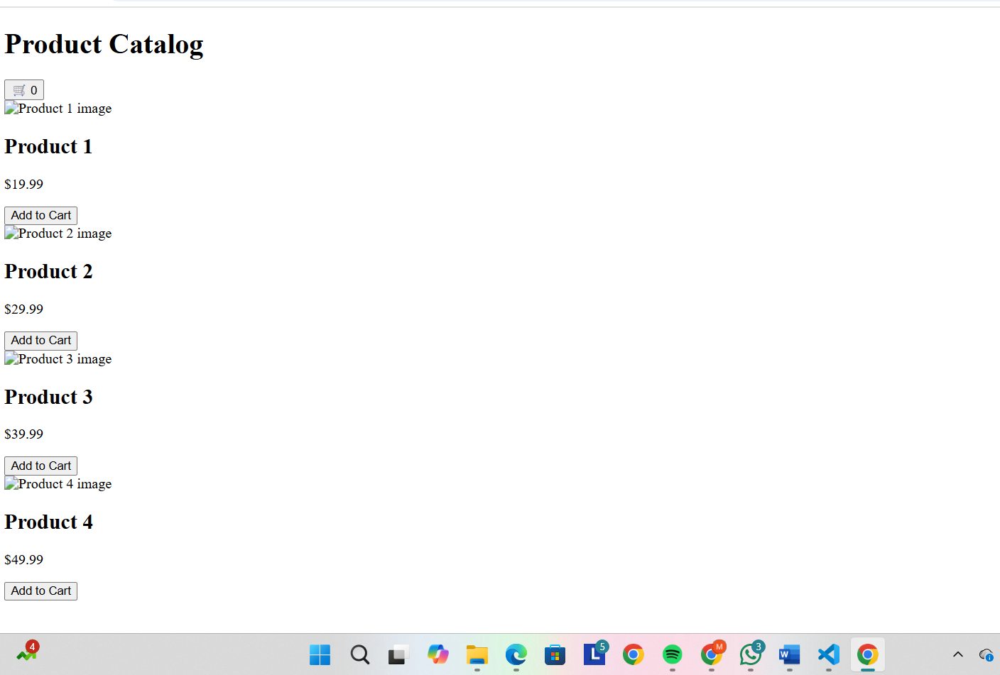 Product Catalog
🛒 0
Product 1 image
Product 1
$19.99
Add to Cart
Product 2 image
Product 2
$29.99
Add to Cart
Product 3 image
Product 3
$39.99
Add to Cart
Product 4 image
Product 4
$49.99
Add to Cart
4
L 5
M
3
W